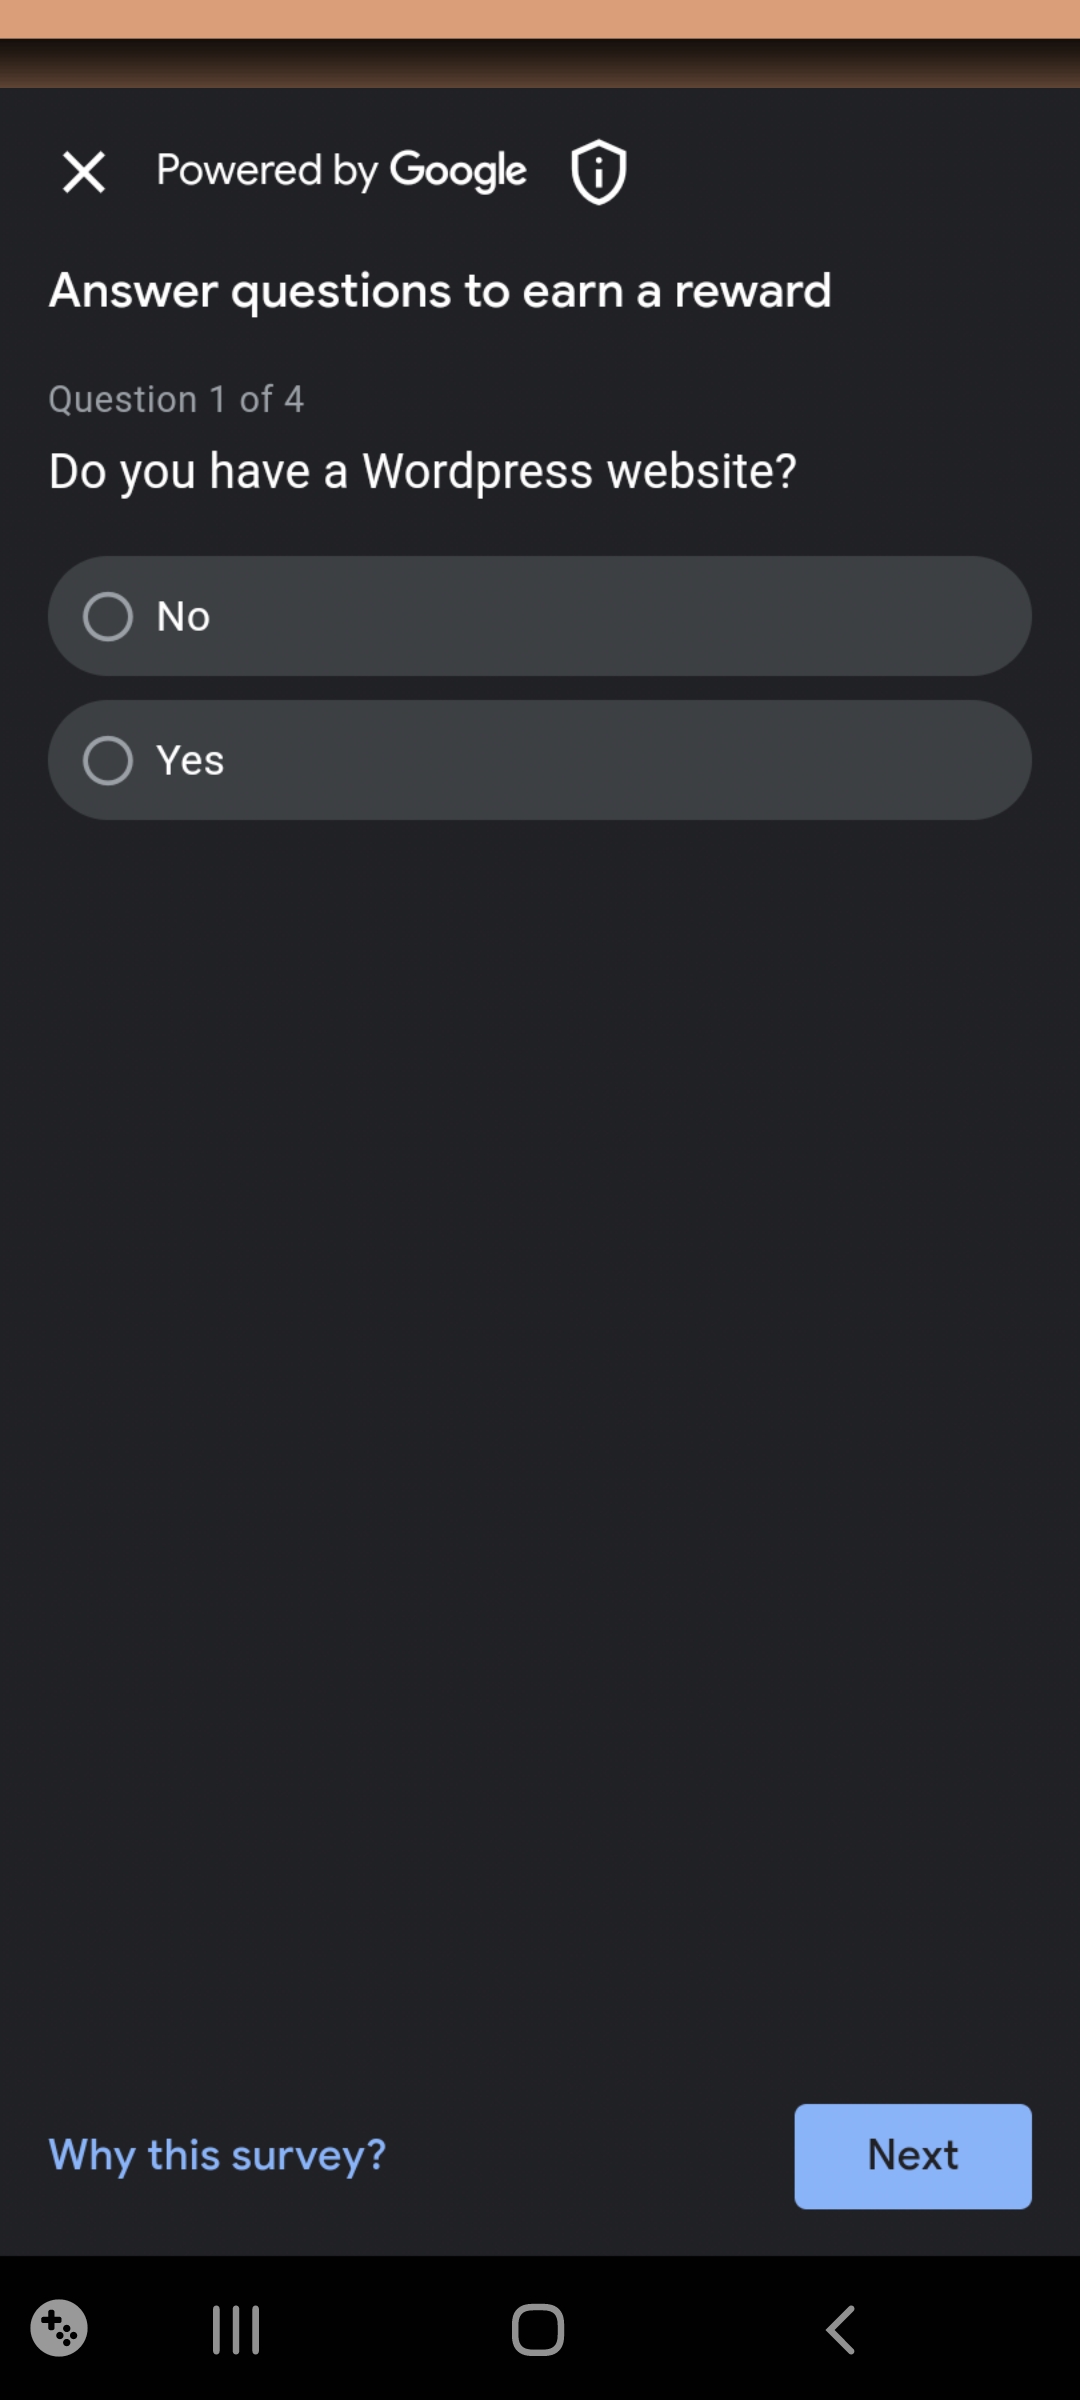 Powered by Google
Answer questions to earn a reward
Question 1 of 4
Do you have a Wordpress website?
No
Yes
Why this survey?
Next